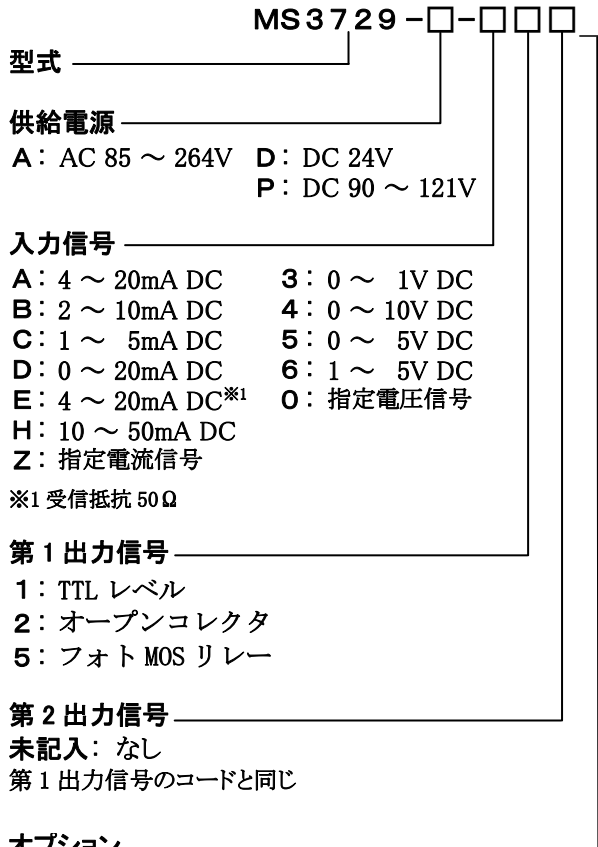 MS3729-□-□□□
型式
供給電源
A： AC 85 ～ 264V D： DC 24V
P： DC 90 ～ 121V
入力信号
A： 4 ～ 20mA DC 3： 0 ～ 1V DC
B： 2 ～ 10mA DC 4： 0 ～ 10V DC
C： 1 ～ 5mA DC 5： 0 ～ 5V DC
D： 0 ～ 20mA DC 6： 1 ～ 5V DC
E： 4 ～ 20mA DC※1 0： 指定電圧信号
H： 10 ～ 50mA DC
Z： 指定電流信号
※1 受信抵抗 50Ω
第 1 出力信号
1： TTL レベル
2： オープンコレクタ
5： フォト MOS リレー
第 2 出力信号
未記入： なし
第 1 出力信号のコードと同じ
オプション